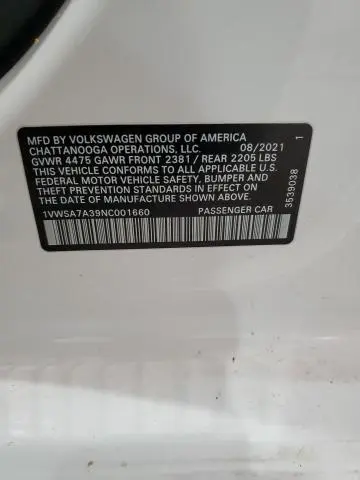 MFD BY VOLKSWAGEN GROUP OF AMERICA
CHATTANOOGA OPERATIONS, LLC. 08/2021
GVWR 4475 GAWR FRONT 2381 / REAR 2205 LBS
THIS VEHICLE CONFORMS TO ALL APPLICABLE U.S.
FEDERAL MOTOR VEHICLE SAFETY, BUMPER AND
THEFT PREVENTION STANDARDS IN EFFECT ON THE
DATE OF MANUFACTURE SHOWN ABOVE.
1VWSA7A39NC001660 PASSENGER CAR
3539038 1